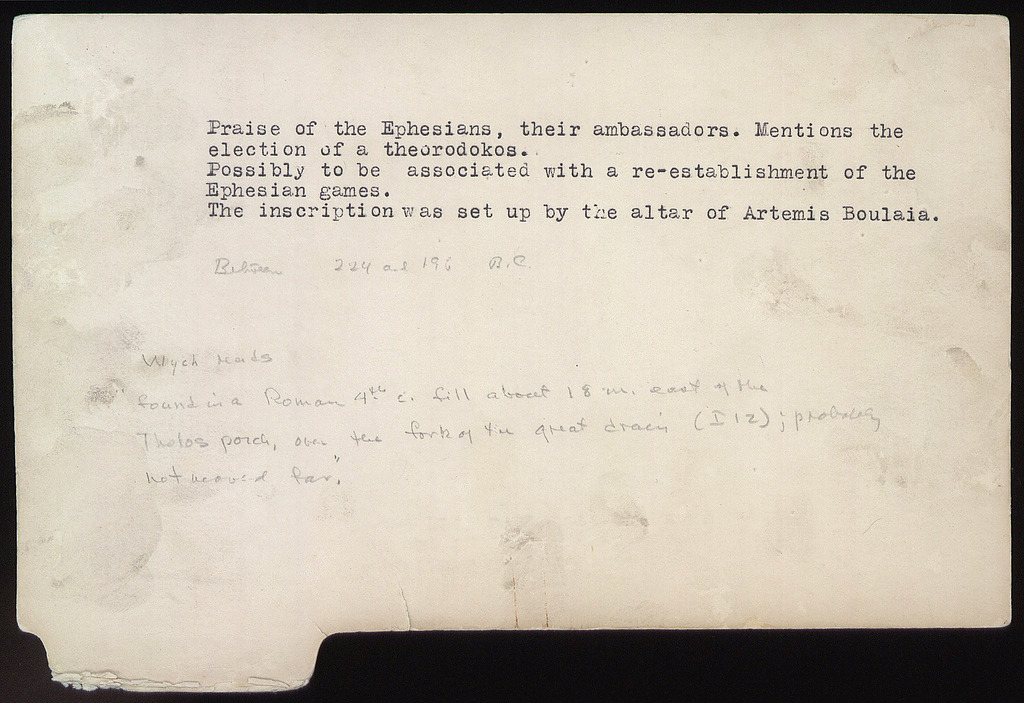 Praise of the Ephesians, their ambassadors. Mentions the
election of a theorodokos.
Possibly to be associated with a re-establishment of the
Ephesian games.
The inscription was set up by the altar of Artemis Boulaia.
Between 224 and 196 B.C.
Wych reads
found in a Roman 4th c. fill about 18 m. east of the
Tholos porch, over the fork of the great drain (I 12); probably
not moved far."